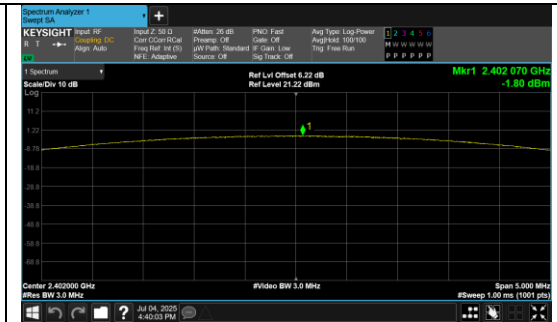 Spectrum Analyzer 1
Swept SA
+
KEYSIGHT
R T
Input: RF
Coupling: DC
Align: Auto
Input Z: 50 Ω
Corr CCorr RCal
Freq Ref: Int (S)
NFE: Adaptive
#Atten: 26 dB
Preamp: Off
µW Path: Standard
Source: Off
PNO: Fast
Gate: Off
IF Gain: Low
Sig Track: Off
Avg Type: Log-Power
Avg|Hold: 100/100
Trig: Free Run
1 2 3 4 5 6
M W W W W W
P P P P P P
1 Spectrum
Scale/Div 10 dB
Ref Lvl Offset 6.22 dB
Ref Level 21.22 dBm
Mkr1 2.402 070 GHz
-1.80 dBm
Log
11.2
1.22
-8.78
-18.8
-28.8
-38.8
-48.8
-58.8
-68.8
1
Center 2.402000 GHz
#Res BW 3.0 MHz
#Video BW 3.0 MHz
Span 5.000 MHz
#Sweep 1.00 ms (1001 pts)
?
Jul 04, 2025
4:40:03 PM